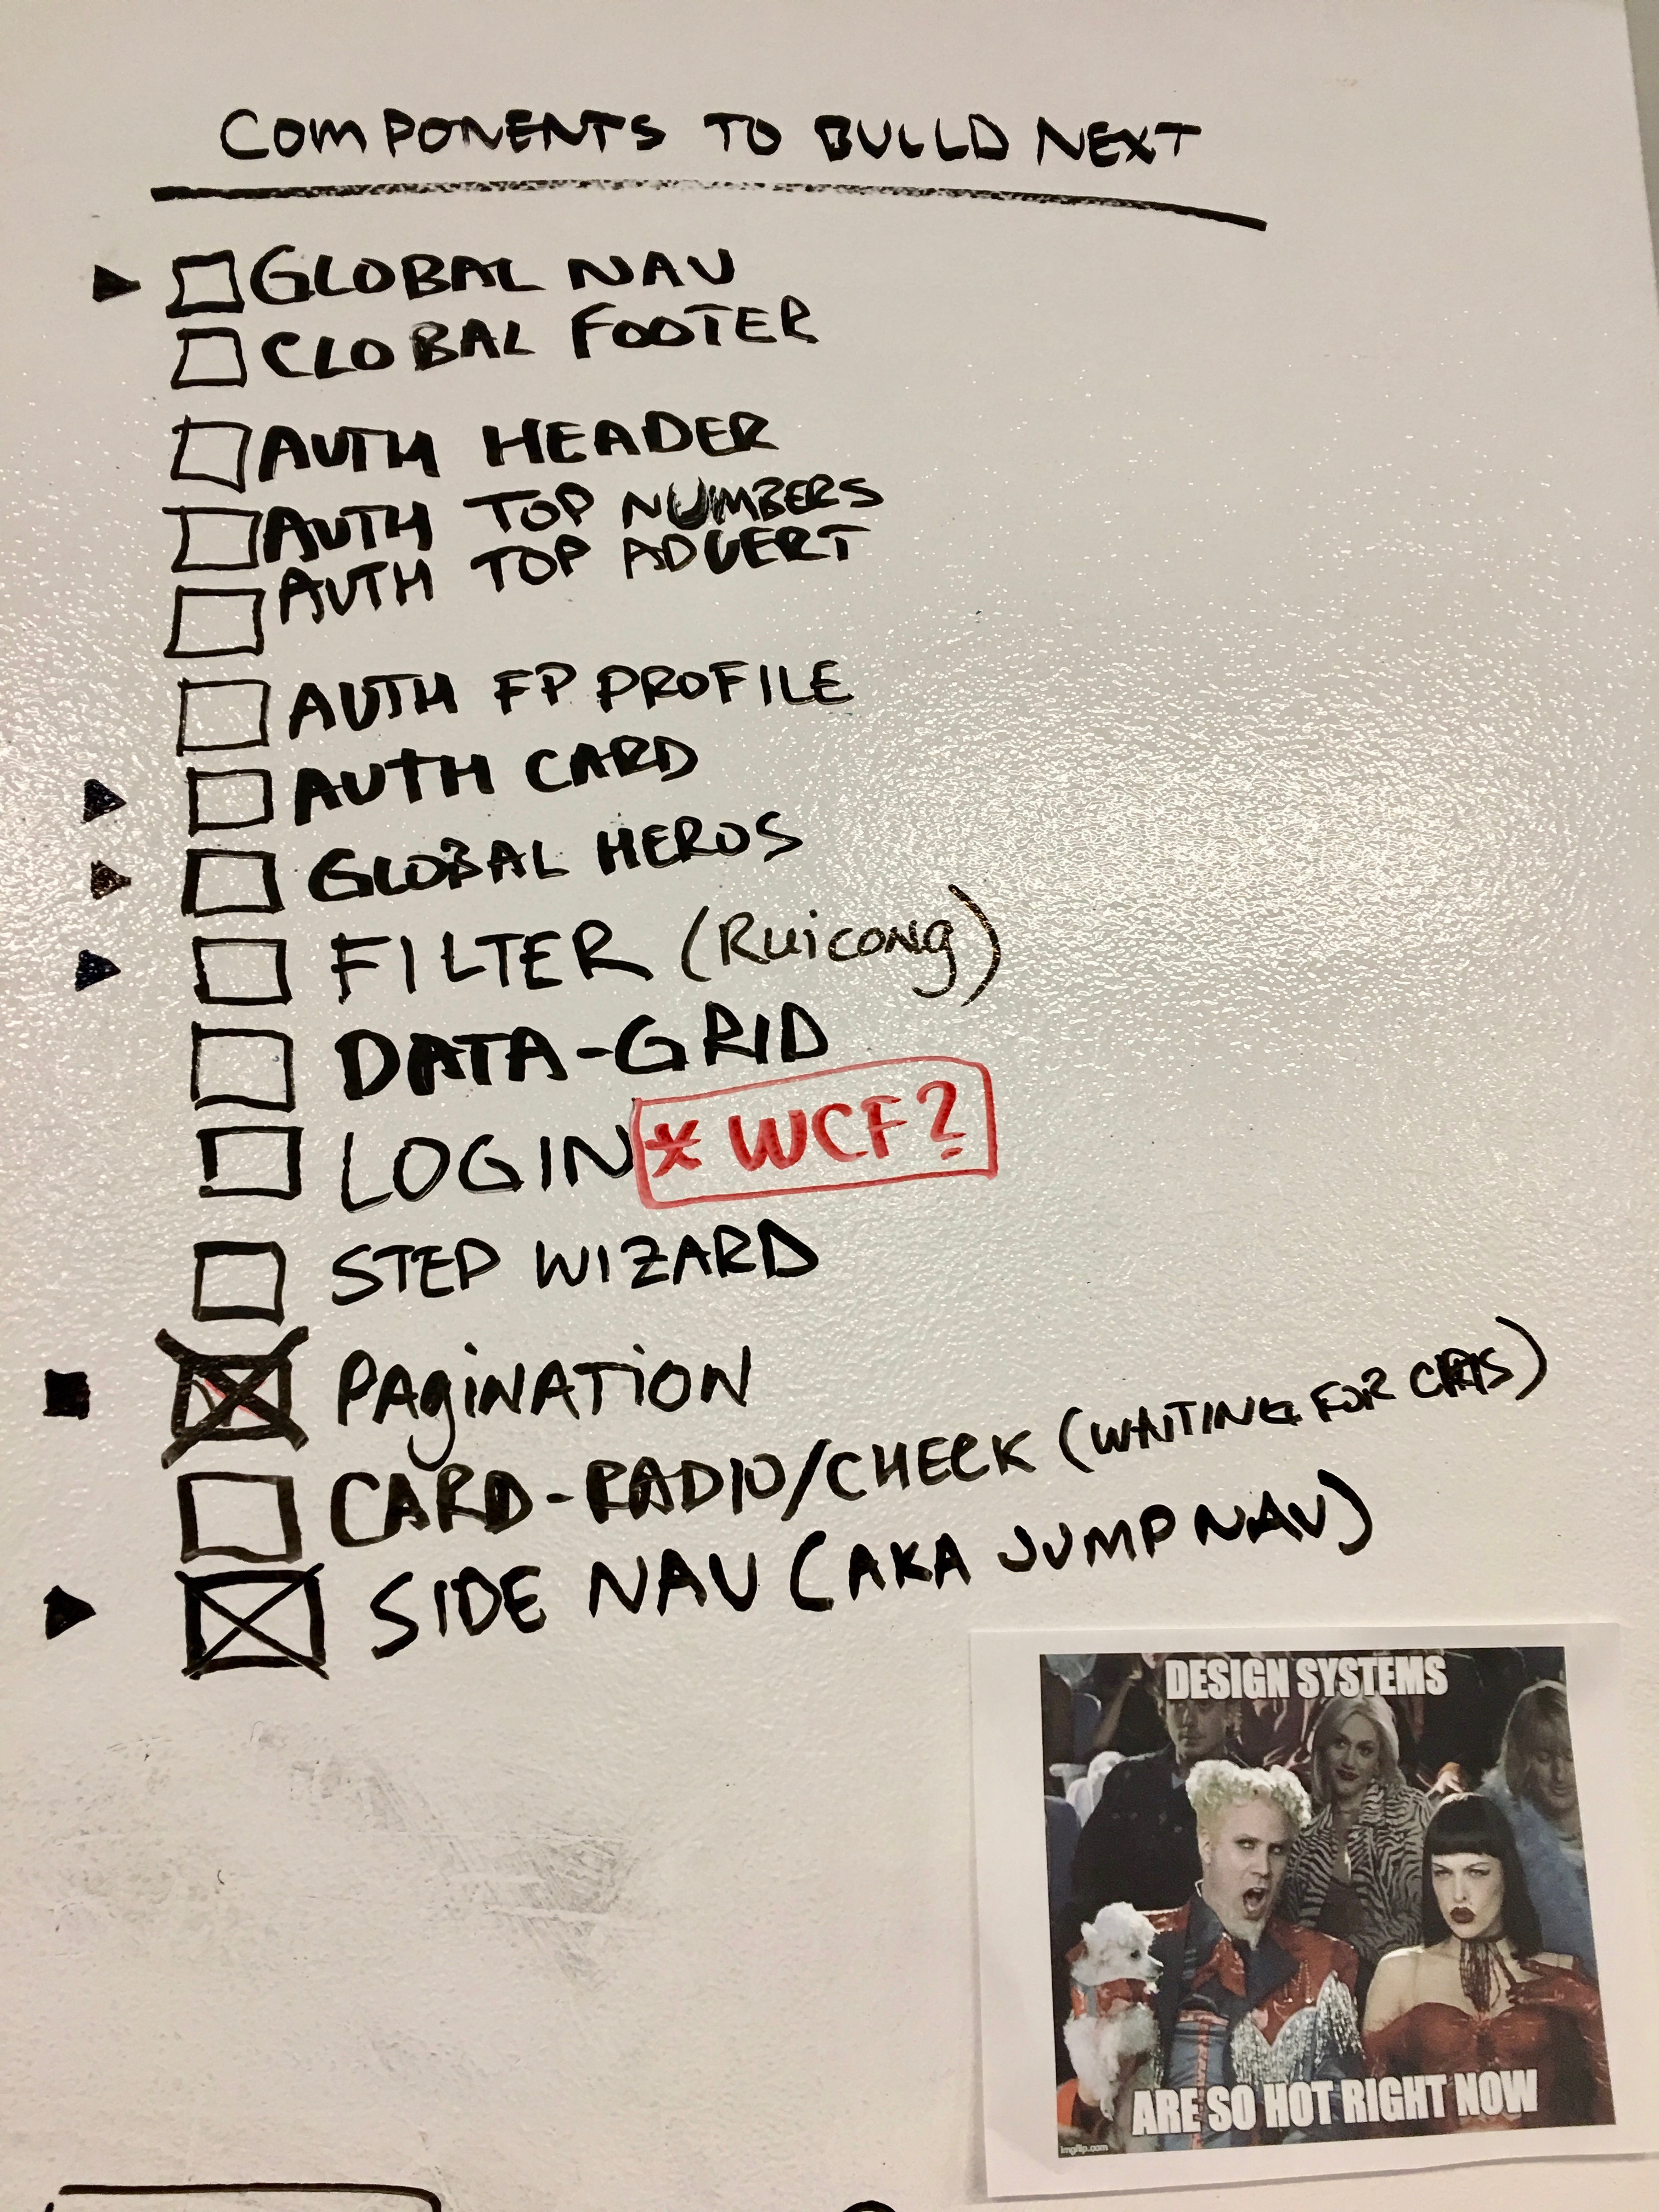 COMPONENTS TO BUILD NEXT
GLOBAL NAV
GLOBAL FOOTER
AUTH HEADER
AUTH TOP NUMBERS
AUTH TOP ADVERT
AUTH FP PROFILE
AUTH CARD
GLOBAL HEROS
FILTER (Ruicong)
DATA-GRID
LOGIN * WCF?
STEP WIZARD
PAgiNATiON
CARD-RADIO/CHECK (WAITING FOR CRIS)
SIDE NAV (AKA JUMP NAV)
DESIGN SYSTEMS
ARE SO HOT RIGHT NOW
imgflip.com